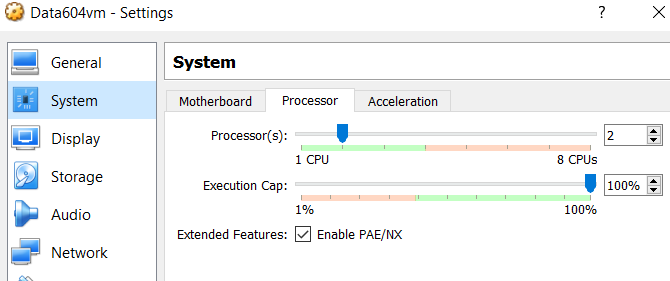 Data604vm - Settings
?
General
System
Display
Storage
Audio
Network
System
Motherboard Processor Acceleration
Processor(s): 2
1 CPU 8 CPUs
Execution Cap: 100%
1% 100%
Extended Features: Enable PAE/NX